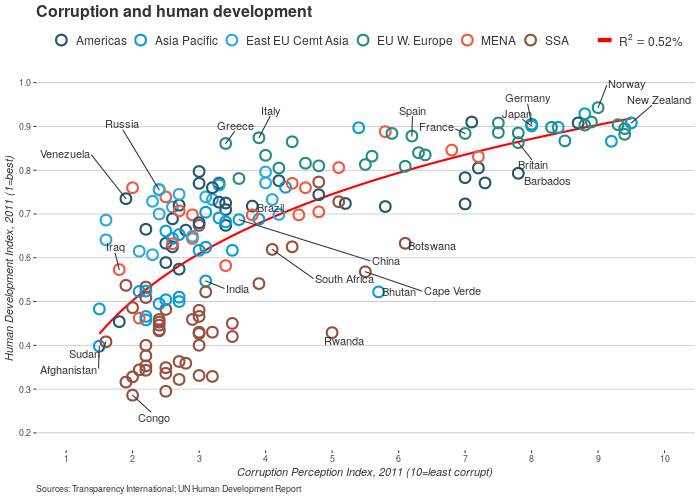 Corruption and human development
Americas Asia Pacific East EU Cemt Asia EU W. Europe MENA SSA R² = 0.52%
Human Development Index, 2011 (1=best)
1.0
0.9
0.8
0.7
0.6
0.5
0.4
0.3
0.2
Norway
Germany
New Zealand
Italy
Spain
Japan
Russia
Greece
France
Venezuela
Britain
Barbados
Brazil
Iraq
Botswana
China
South Africa
India
Cape Verde
Bhutan
Rwanda
Sudan
Afghanistan
Congo
1 2 3 4 5 6 7 8 9 10
Corruption Perception Index, 2011 (10=least corrupt)
Sources: Transparency International; UN Human Development Report